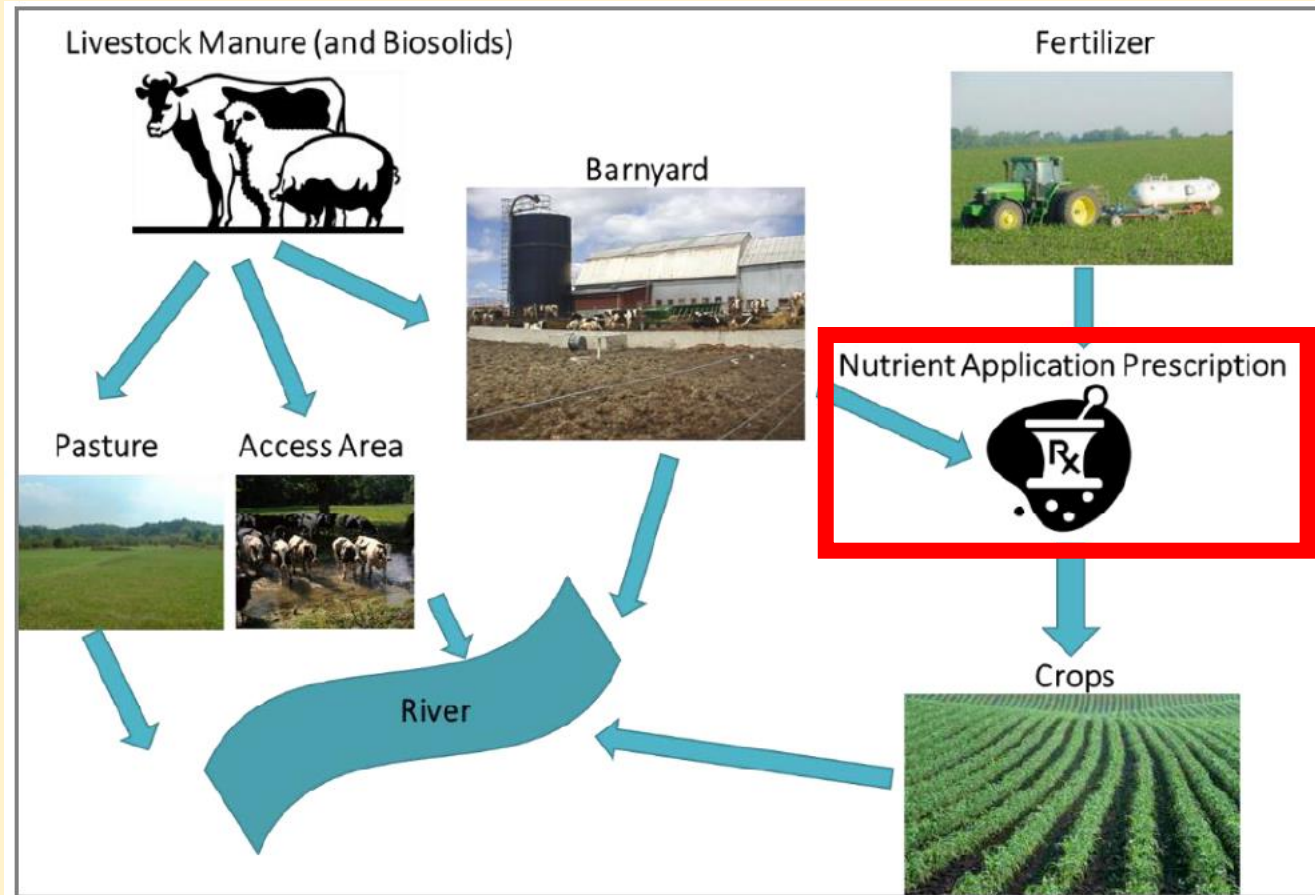 Livestock Manure (and Biosolids)
Fertilizer
Barnyard
Nutrient Application Prescription
Rx
Pasture
Access Area
River
Crops